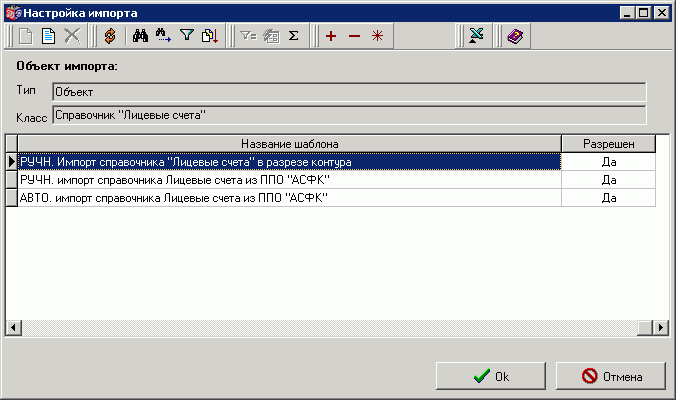 Настройка импорта
Объект импорта:
Тип Объект
Класс Справочник "Лицевые счета"
Название шаблона Разрешен
РУЧН. Импорт справочника "Лицевые счета" в разрезе контура Да
РУЧН. импорт справочника Лицевые счета из ППО "АСФК" Да
АВТО. импорт справочника Лицевые счета из ППО "АСФК" Да
Ok Отмена